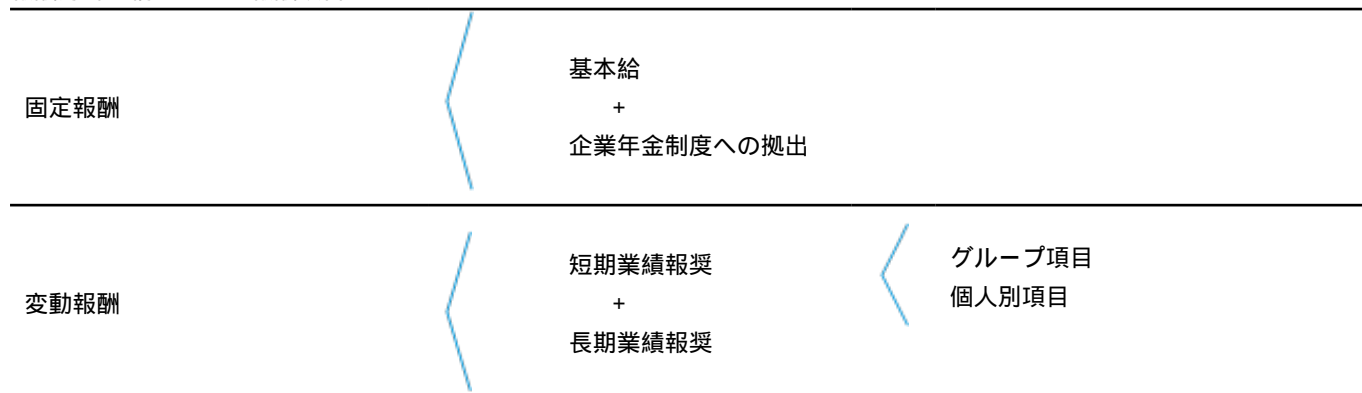 固定報酬
基本給
+
企業年金制度への拠出
変動報酬
短期業績報奨
+
長期業績報奨
グループ項目
個人別項目